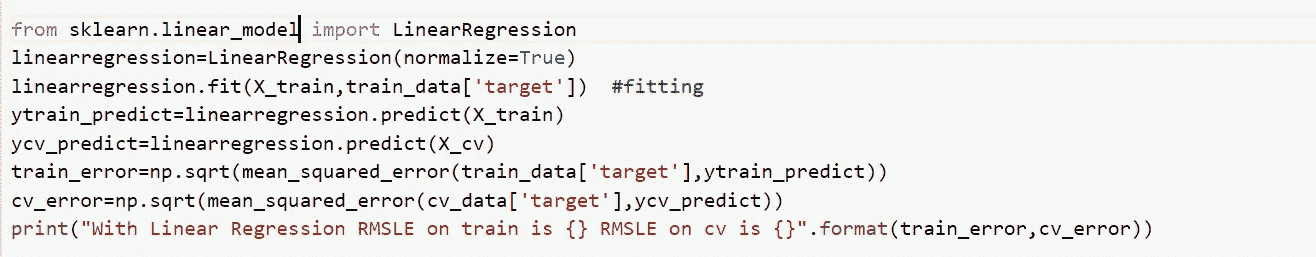 from sklearn.linear_model import LinearRegression
linearregression=LinearRegression(normalize=True)
linearregression.fit(X_train,train_data['target'])  #fitting
ytrain_predict=linearregression.predict(X_train)
ycv_predict=linearregression.predict(X_cv)
train_error=np.sqrt(mean_squared_error(train_data['target'],ytrain_predict))
cv_error=np.sqrt(mean_squared_error(cv_data['target'],ycv_predict))
print("With Linear Regression RMSLE on train is {} RMSLE on cv is {}".format(train_error,cv_error))